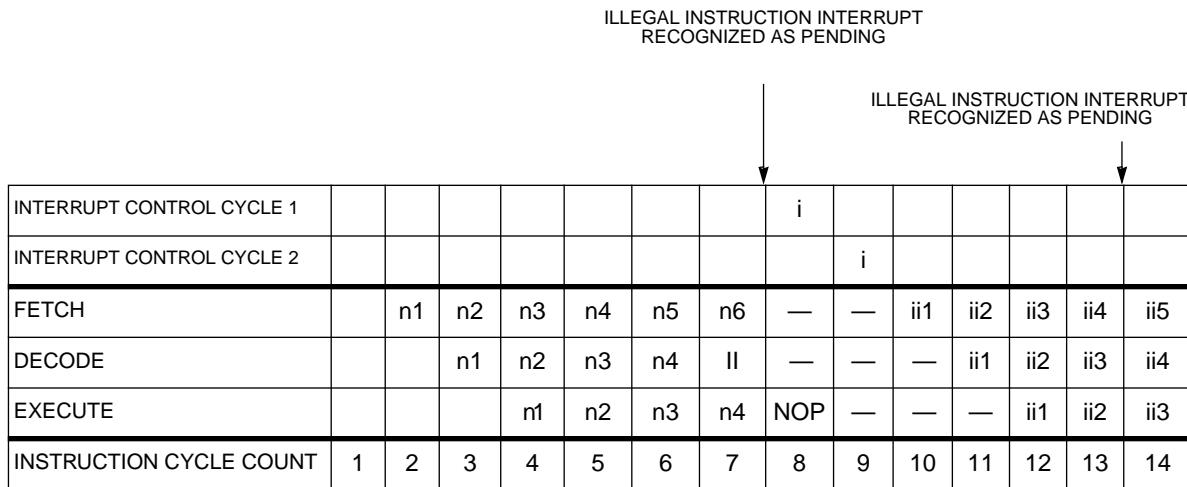 ILLEGAL INSTRUCTION INTERRUPT
RECOGNIZED AS PENDING
ILLEGAL INSTRUCTION INTERRUPT
RECOGNIZED AS PENDING
INTERRUPT CONTROL CYCLE 1 i
INTERRUPT CONTROL CYCLE 2 i
FETCH n1 n2 n3 n4 n5 n6 — — ii1 ii2 ii3 ii4 ii5
DECODE n1 n2 n3 n4 II — — — ii1 ii2 ii3 ii4
EXECUTE n1 n2 n3 n4 NOP — — — ii1 ii2 ii3
INSTRUCTION CYCLE COUNT 1 2 3 4 5 6 7 8 9 10 11 12 13 14